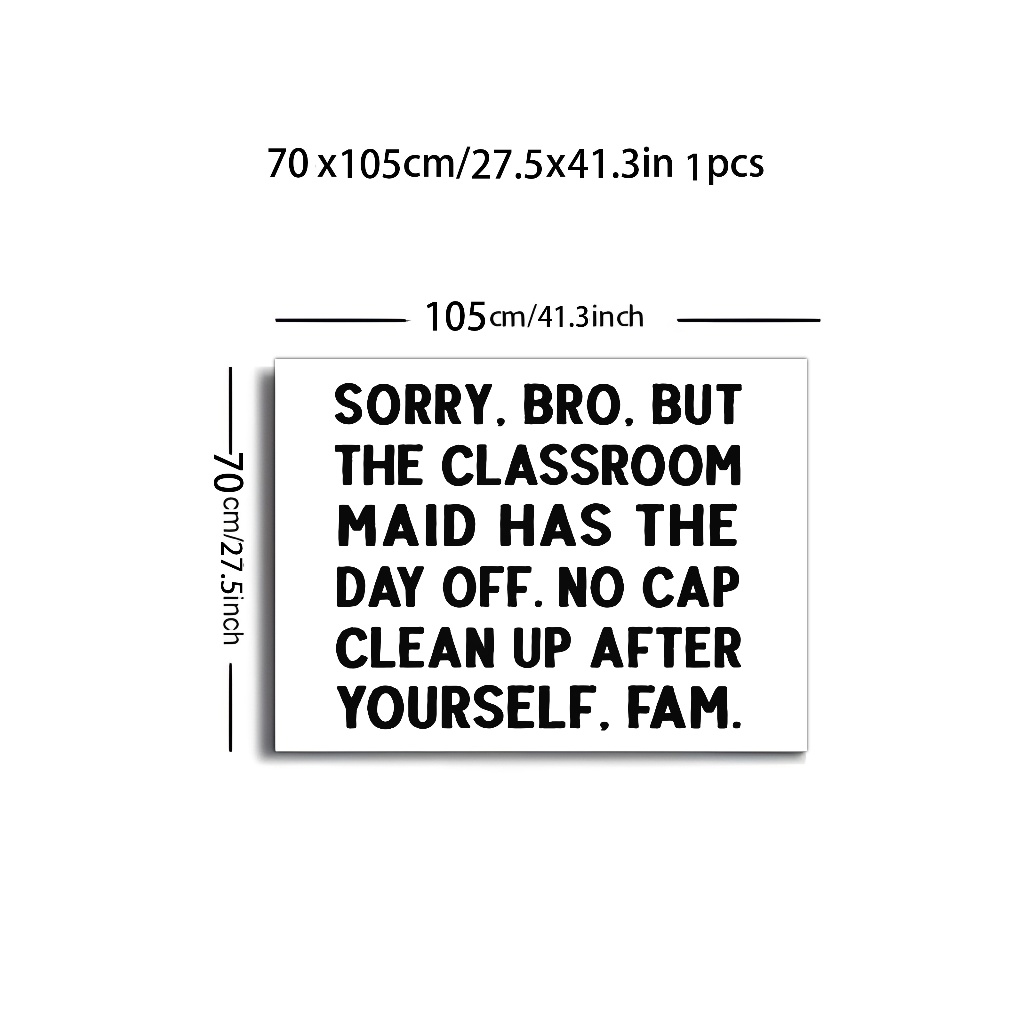 70 x105cm/27.5x41.3in 1pcs
105cm/41.3inch
70cm/27.5inch
SORRY, BRO, BUT
THE CLASSROOM
MAID HAS THE
DAY OFF. NO CAP
CLEAN UP AFTER
YOURSELF, FAM.